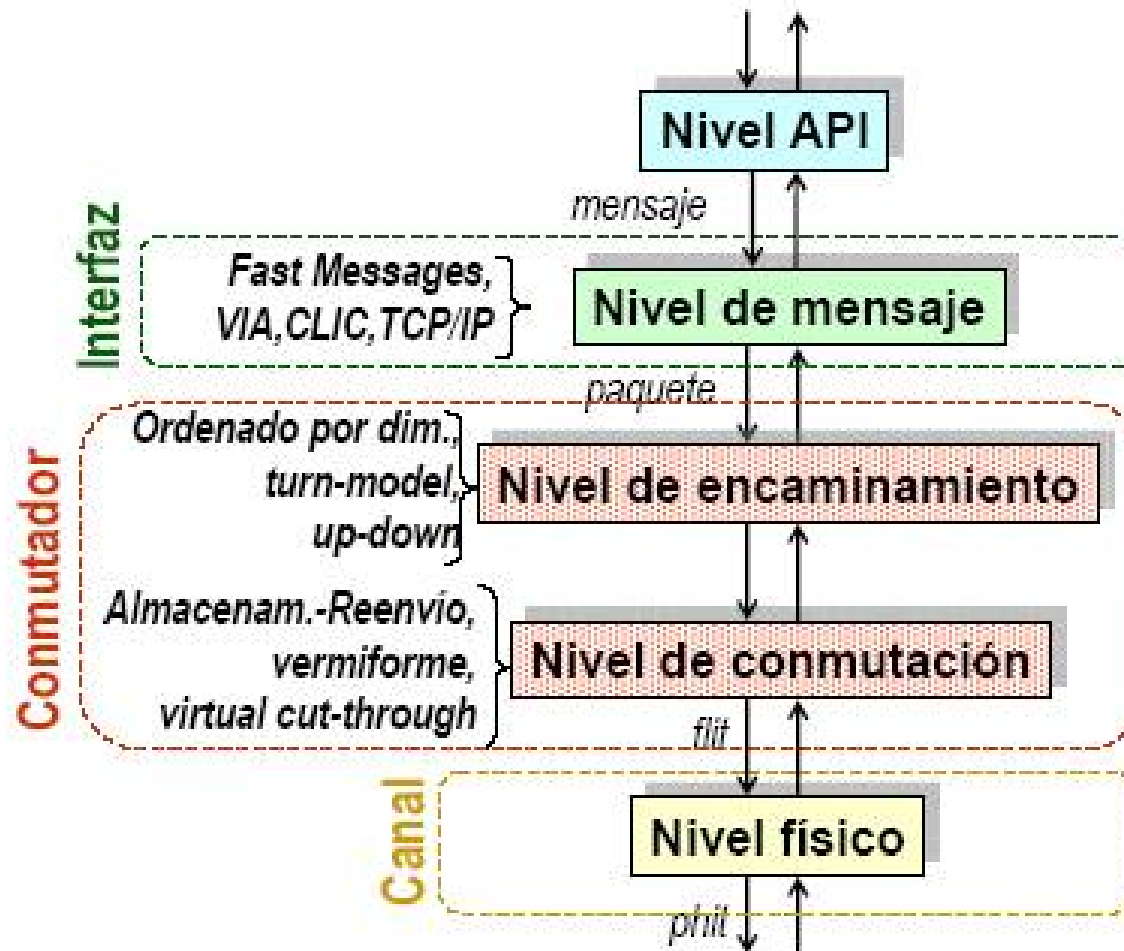 Nivel API
mensaje
Interfaz
Fast Messages,
VIA,CLIC,TCP/IP
Nivel de mensaje
paquete
Conmutador
Ordenado por dim.,
turn-model,
up-down
Nivel de encaminamiento
Almacenam.-Reenvío,
vermiforme,
virtual cut-through
Nivel de conmutación
flit
Canal
Nivel físico
phit